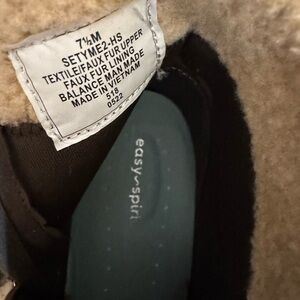 7½M
SETYME2-HS
TEXTILE/FAUX FUR UPPER
FAUX FUR LINING
BALANCE MAN MADE
MADE IN VIETNAM
518
0522
easy~spirit